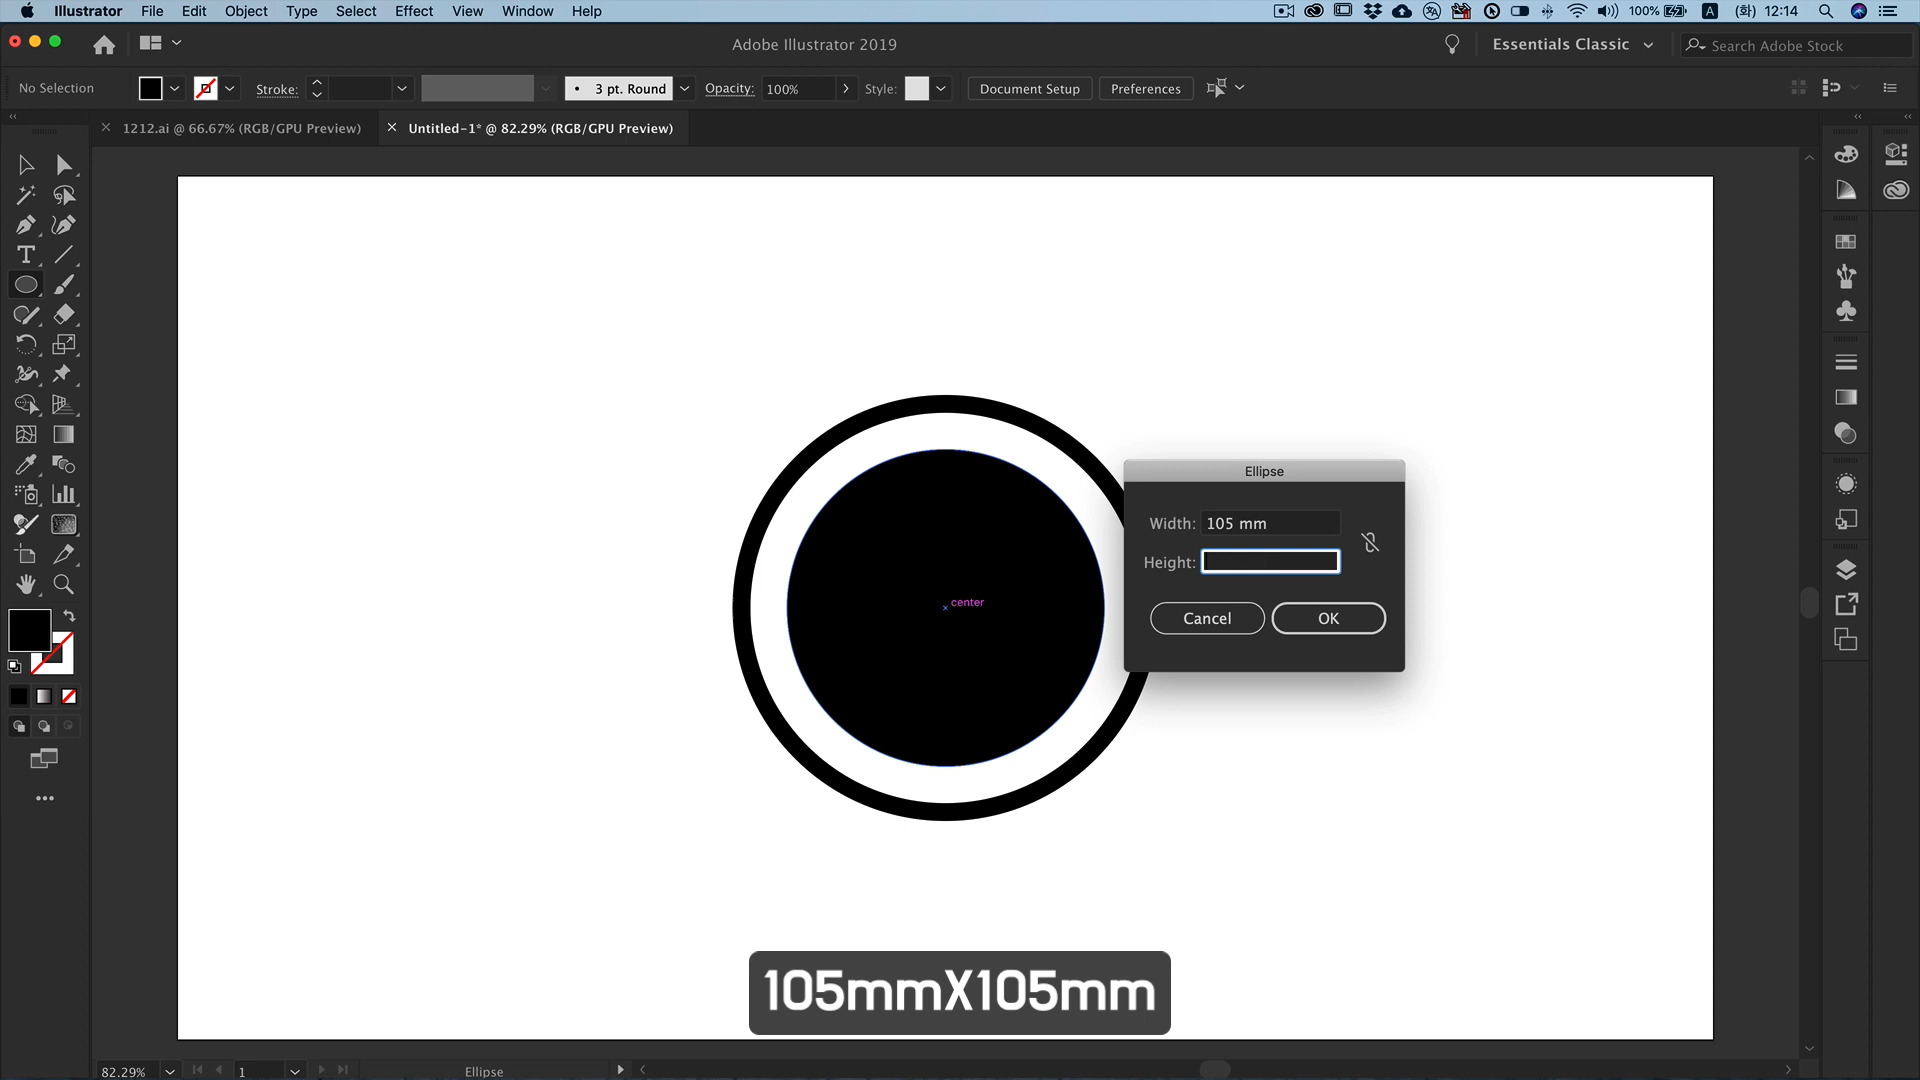 Illustrator File Edit Object Type Select Effect View Window Help 100% A (화) 12:14
Adobe Illustrator 2019 Essentials Classic Search Adobe Stock
No Selection Stroke: 3 pt. Round Opacity: 100% Style: Document Setup Preferences
1212.ai @ 66.67% (RGB/GPU Preview) Untitled-1* @ 82.29% (RGB/GPU Preview)
Ellipse
Width: 105 mm
Height:
center
Cancel OK
105mmX105mm
82.29% 1 Ellipse